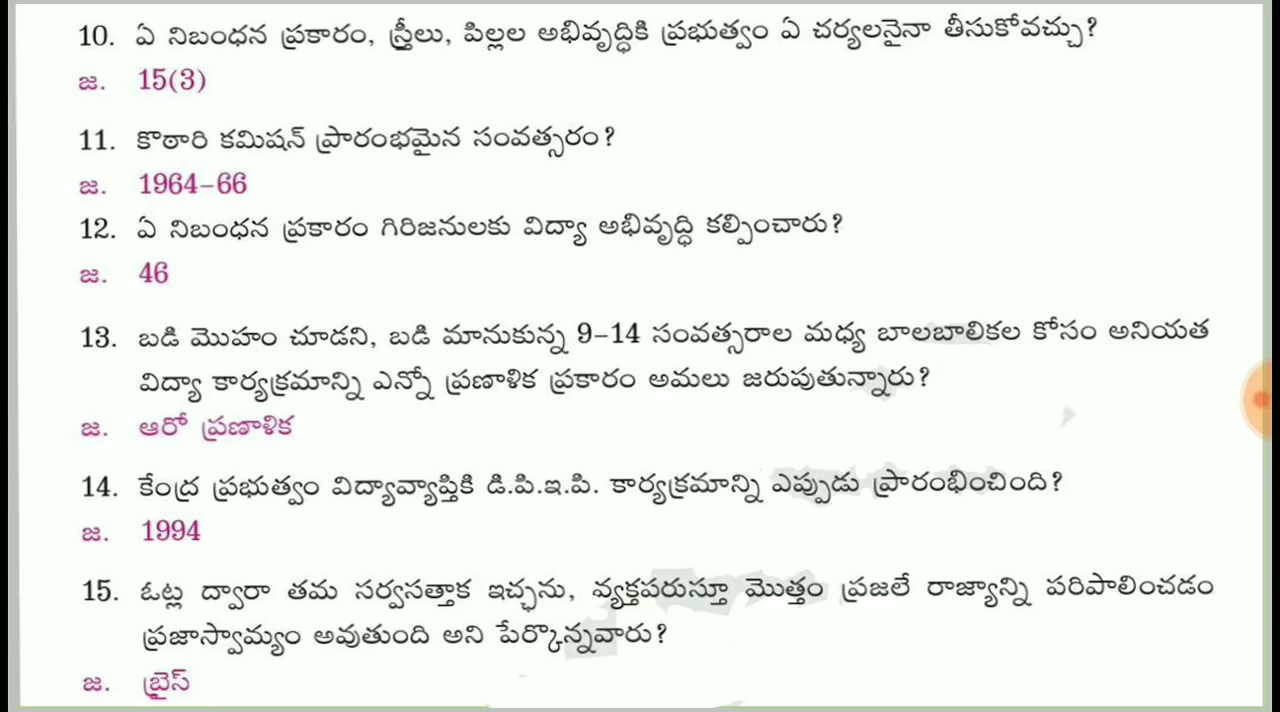 10. ఏ నిబంధన ప్రకారం, స్త్రీలు, పిల్లల అభివృద్ధికి ప్రభుత్వం ఏ చర్యలనైనా తీసుకోవచ్చు?
జ. 15(3)
11. కొఠారి కమిషన్ ప్రారంభమైన సంవత్సరం?
జ. 1964–66
12. ఏ నిబంధన ప్రకారం గిరిజనులకు విద్యా అభివృద్ధి కల్పించారు?
జ. 46
13. బడి మొహం చూడని, బడి మానుకున్న 9–14 సంవత్సరాల మధ్య బాలబాలికల కోసం అనియత
విద్యా కార్యక్రమాన్ని ఎన్నో ప్రణాళిక ప్రకారం అమలు జరుపుతున్నారు?
జ. ఆరో ప్రణాళిక
14. కేంద్ర ప్రభుత్వం విద్యావ్యాప్తికి డి.పి.ఇ.పి. కార్యక్రమాన్ని ఎప్పుడు ప్రారంభించింది?
జ. 1994
15. ఓట్ల ద్వారా తమ సర్వసత్తాక ఇచ్ఛను, వ్యక్తపరుస్తూ మొత్తం ప్రజలే రాజ్యాన్ని పరిపాలించడం
ప్రజాస్వామ్యం అవుతుంది అని పేర్కొన్నవారు?
జ. బ్రైస్